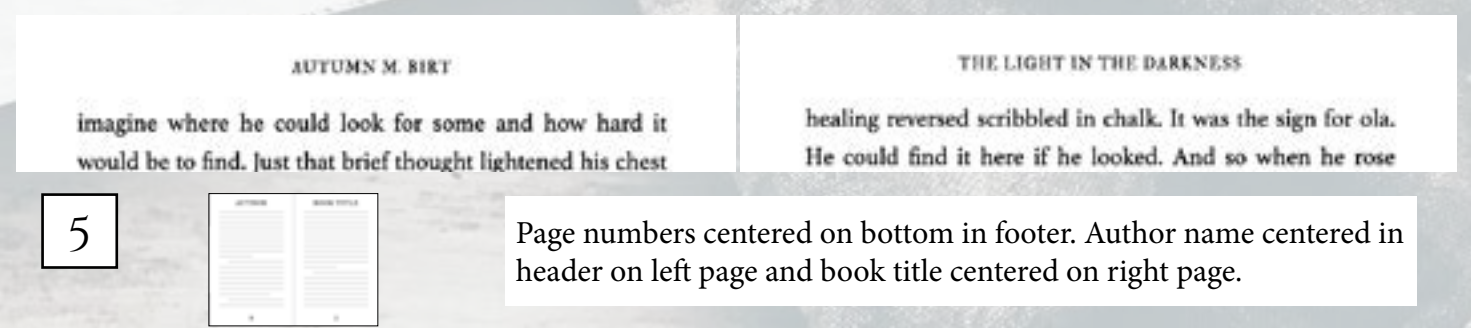 AUTUMN M. BIRT
imagine where he could look for some and how hard it
would be to find. Just that brief thought lightened his chest
THE LIGHT IN THE DARKNESS
healing reversed scribbled in chalk. It was the sign for ola.
He could find it here if he looked. And so when he rose
5
AUTHOR
BOOK TITLE
Page numbers centered on bottom in footer. Author name centered in
header on left page and book title centered on right page.